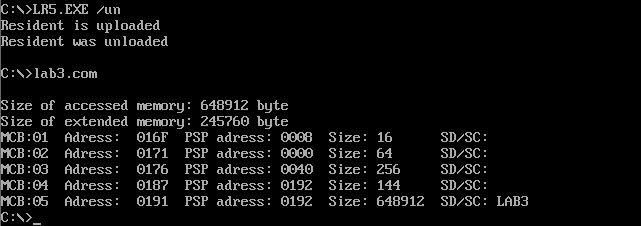 C:\>LR5.EXE /un
Resident is uploaded
Resident was unloaded
C:\>lab3.com
Size of accessed memory: 648912 byte
Size of extended memory: 245760 byte
MCB:01  Adress:  016F  PSP adress: 0008  Size: 16      SD/SC:
MCB:02  Adress:  0171  PSP adress: 0000  Size: 64      SD/SC:
MCB:03  Adress:  0176  PSP adress: 0040  Size: 256     SD/SC:
MCB:04  Adress:  0187  PSP adress: 0192  Size: 144     SD/SC:
MCB:05  Adress:  0191  PSP adress: 0192  Size: 648912  SD/SC: LAB3
C:\>_